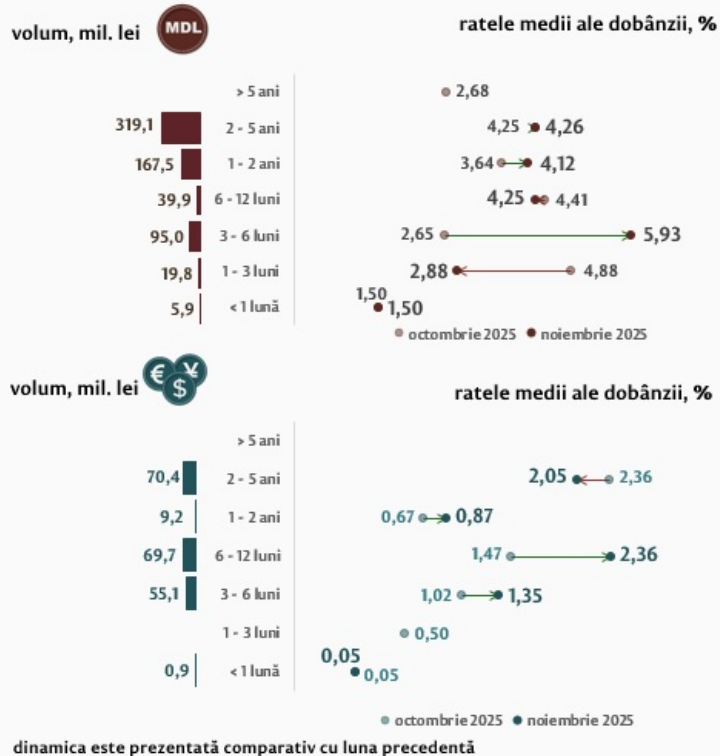 volum, mil. lei
MDL
ratele medii ale dobânzii, %
> 5 ani 2,68
319,1 2 - 5 ani 4,25 4,26
167,5 1 - 2 ani 3,64 4,12
39,9 6 - 12 luni 4,25 4,41
95,0 3 - 6 luni 2,65 5,93
19,8 1 - 3 luni 2,88 4,88
1,50
5,9 < 1 lună 1,50
octombrie 2025 noiembrie 2025
volum, mil. lei
€ ¥ $
ratele medii ale dobânzii, %
> 5 ani
70,4 2 - 5 ani 2,05 2,36
9,2 1 - 2 ani 0,67 0,87
69,7 6 - 12 luni 1,47 2,36
55,1 3 - 6 luni 1,02 1,35
1 - 3 luni 0,50
0,05
0,9 < 1 lună 0,05
octombrie 2025 noiembrie 2025
dinamica este prezentată comparativ cu luna precedentă